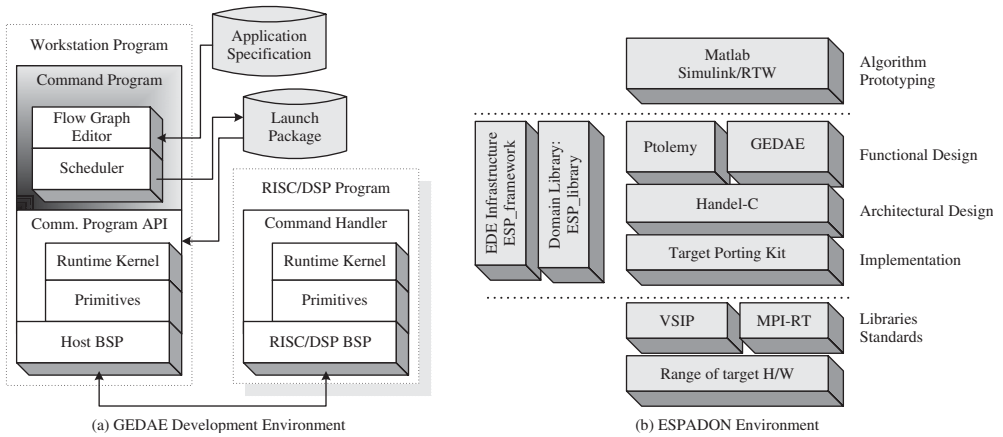 Workstation Program
Command Program
Flow Graph
Editor
Scheduler
Comm. Program API
Runtime Kernel
Primitives
Host BSP
Application
Specification
Launch
Package
RISC/DSP Program
Command Handler
Runtime Kernel
Primitives
RISC/DSP BSP
(a) GEDAE Development Environment
Matlab
Simulink/RTW
Algorithm
Prototyping
EDE Infrastructure
ESP_framework
Domain Library:
ESP_library
Ptolemy
GEDAE
Functional Design
Handel-C
Architectural Design
Target Porting Kit
Implementation
VSIP
MPI-RT
Libraries
Standards
Range of target H/W
(b) ESPADON Environment